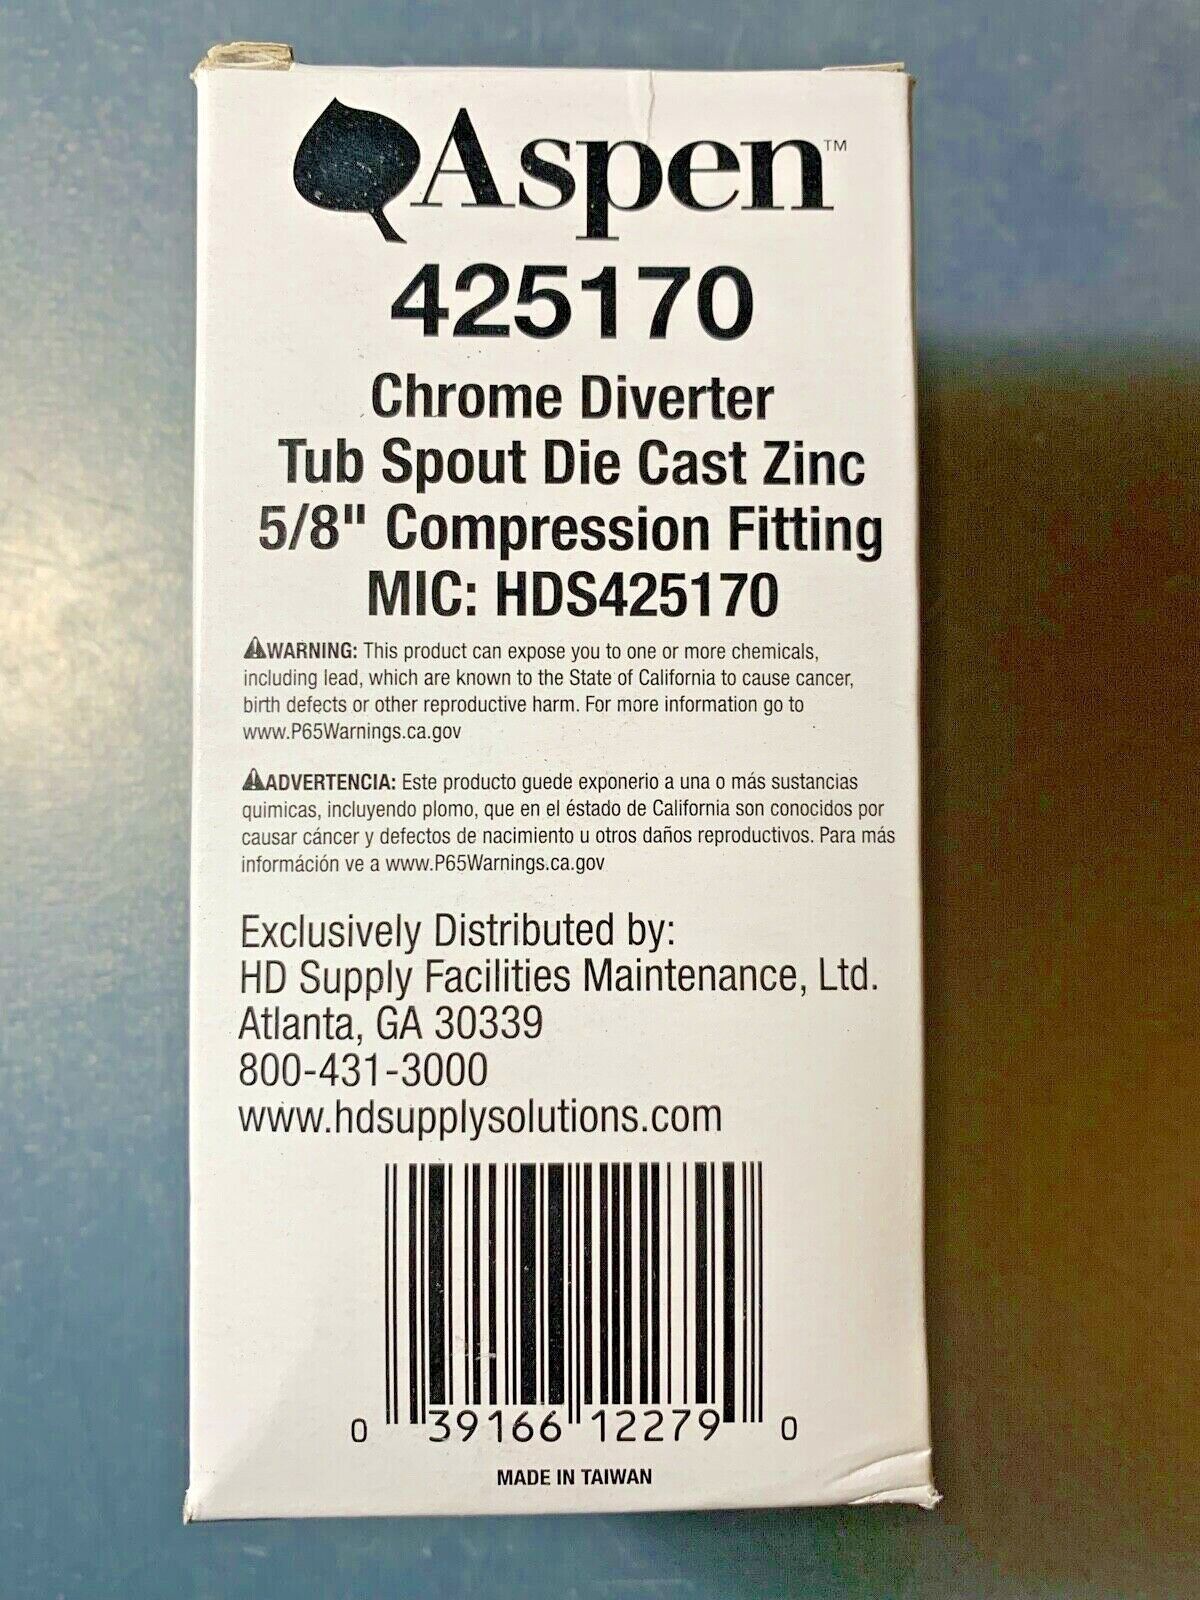 Aspen™
425170
Chrome Diverter
Tub Spout Die Cast Zinc
5/8" Compression Fitting
MIC: HDS425170
⚠WARNING: This product can expose you to one or more chemicals,
including lead, which are known to the State of California to cause cancer,
birth defects or other reproductive harm. For more information go to
www.P65Warnings.ca.gov
⚠ADVERTENCIA: Este producto guede exponerio a una o más sustancias
quimicas, incluyendo plomo, que en el éstado de California son conocidos por
causar cáncer y defectos de nacimiento u otros daños reproductivos. Para más
információn ve a www.P65Warnings.ca.gov
Exclusively Distributed by:
HD Supply Facilities Maintenance, Ltd.
Atlanta, GA 30339
800-431-3000
www.hdsupplysolutions.com
0 39166 12279 0
MADE IN TAIWAN